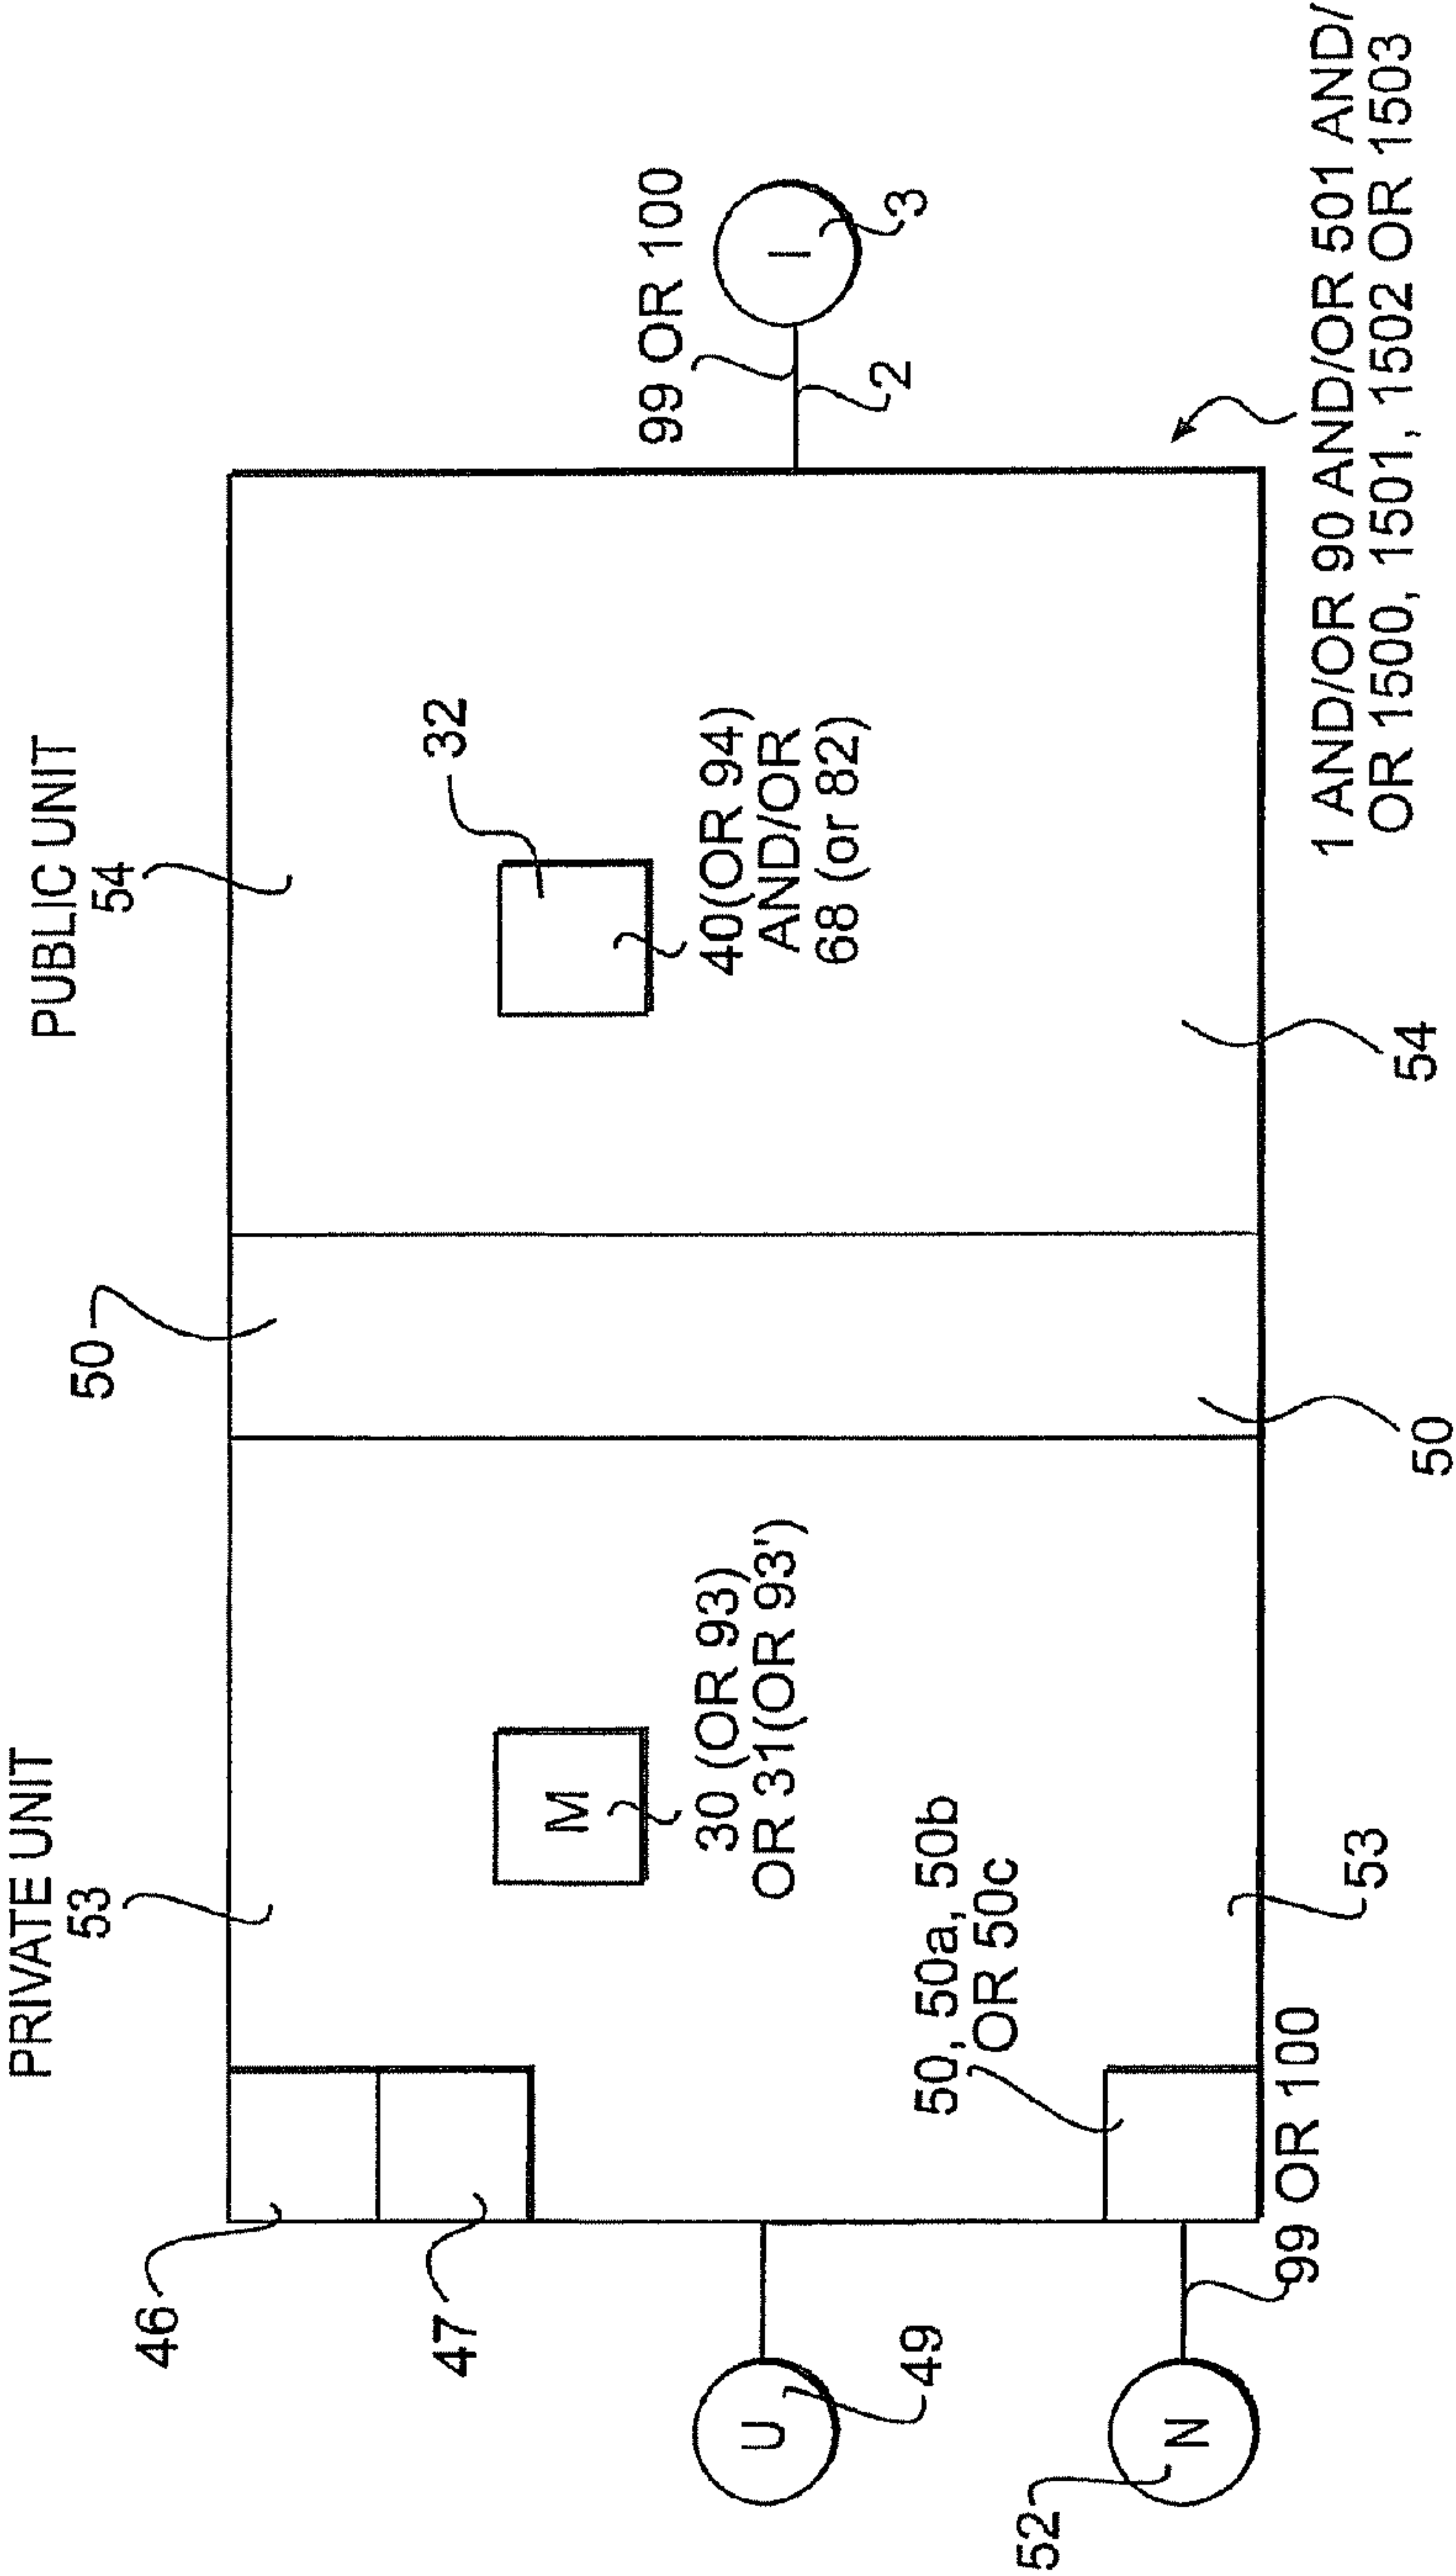 PRIVATE UNIT
53
PUBLIC UNIT
54
50
46
47
32
M
30 (OR 93)
OR 31(OR 93')
40(OR 94)
AND/OR
68 (or 82)
99 OR 100
I
3
2
U
49
50, 50a, 50b
OR 50c
N
52
99 OR 100
53
50
54
1 AND/OR 90 AND/OR 501 AND/
OR 1500, 1501, 1502 OR 1503